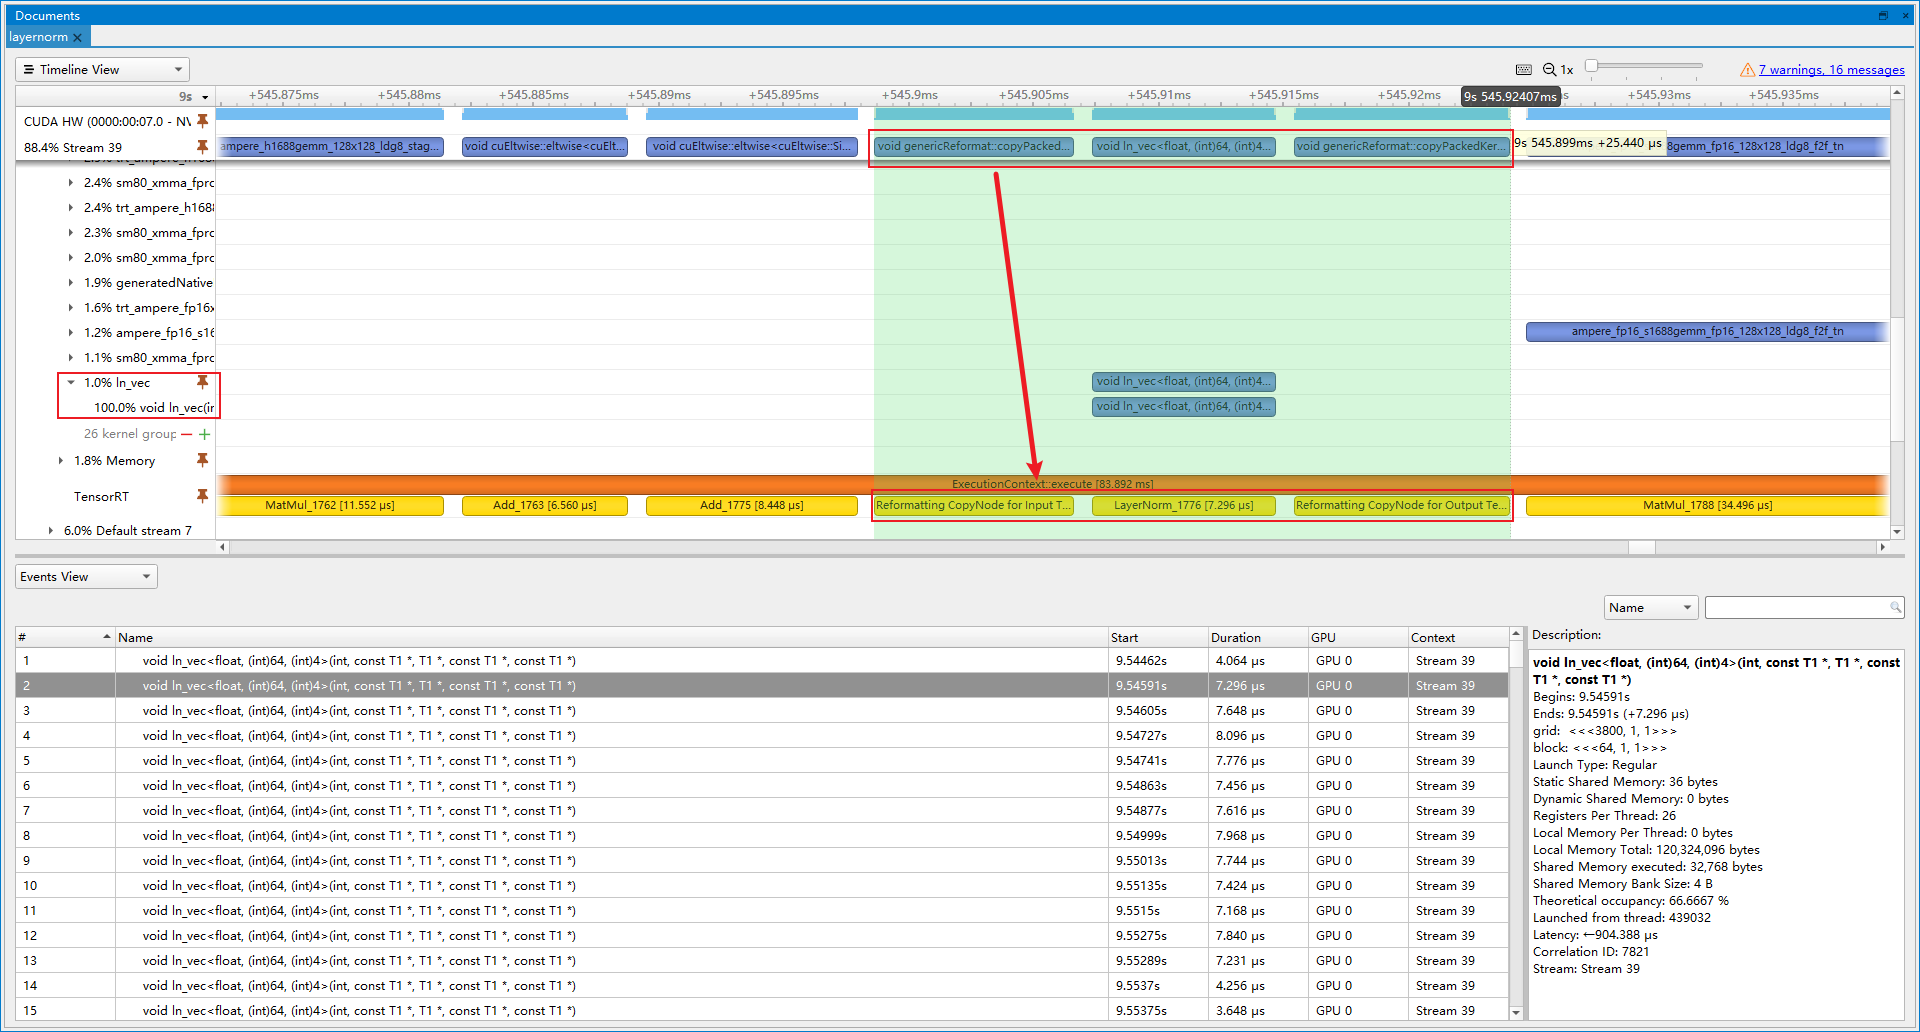 Documents
layernorm
Timeline View
1x
7 warnings, 16 messages
9s
+545.875ms +545.88ms +545.885ms +545.89ms +545.895ms +545.9ms +545.905ms +545.91ms +545.915ms +545.92ms 9s 545.92407ms +545.93ms +545.935ms
CUDA HW (0000:00:07.0 - NV
88.4% Stream 39
ampere_h1688gemm_128x128_ldg8_stag... void cuEltwise::eltwise<cuElt... void cuEltwise::eltwise<cuEltwise::Si... void genericReformat::copyPacked... void ln_vec<float, (int)64, (int)4... void genericReformat::copyPackedKer... 9s 545.899ms +25.440 μs 8gemm_fp16_128x128_ldg8_f2f_tn
2.4% sm80_xmma_fprc
2.4% trt_ampere_h168
2.3% sm80_xmma_fprc
2.0% sm80_xmma_fprc
1.9% generatedNative
1.6% trt_ampere_fp16x
1.2% ampere_fp16_s16 ampere_fp16_s1688gemm_fp16_128x128_ldg8_f2f_tn
1.1% sm80_xmma_fprc
1.0% ln_vec void ln_vec<float, (int)64, (int)4...
100.0% void ln_vec(ir void ln_vec<float, (int)64, (int)4...
26 kernel group
1.8% Memory
ExecutionContext::execute [83.892 ms]
TensorRT
MatMul_1762 [11.552 μs] Add_1763 [6.560 μs] Add_1775 [8.448 μs] Reformatting CopyNode for Input T... LayerNorm_1776 [7.296 μs] Reformatting CopyNode for Output Te... MatMul_1788 [34.496 μs]
6.0% Default stream 7
Events View
Name
# Name Start Duration GPU Context
1 void ln_vec<float, (int)64, (int)4>(int, const T1 *, T1 *, const T1 *, const T1 *) 9.54462s 4.064 μs GPU 0 Stream 39
2 void ln_vec<float, (int)64, (int)4>(int, const T1 *, T1 *, const T1 *, const T1 *) 9.54591s 7.296 μs GPU 0 Stream 39
3 void ln_vec<float, (int)64, (int)4>(int, const T1 *, T1 *, const T1 *, const T1 *) 9.54605s 7.648 μs GPU 0 Stream 39
4 void ln_vec<float, (int)64, (int)4>(int, const T1 *, T1 *, const T1 *, const T1 *) 9.54727s 8.096 μs GPU 0 Stream 39
5 void ln_vec<float, (int)64, (int)4>(int, const T1 *, T1 *, const T1 *, const T1 *) 9.54741s 7.776 μs GPU 0 Stream 39
6 void ln_vec<float, (int)64, (int)4>(int, const T1 *, T1 *, const T1 *, const T1 *) 9.54863s 7.456 μs GPU 0 Stream 39
7 void ln_vec<float, (int)64, (int)4>(int, const T1 *, T1 *, const T1 *, const T1 *) 9.54877s 7.616 μs GPU 0 Stream 39
8 void ln_vec<float, (int)64, (int)4>(int, const T1 *, T1 *, const T1 *, const T1 *) 9.54999s 7.968 μs GPU 0 Stream 39
9 void ln_vec<float, (int)64, (int)4>(int, const T1 *, T1 *, const T1 *, const T1 *) 9.55013s 7.744 μs GPU 0 Stream 39
10 void ln_vec<float, (int)64, (int)4>(int, const T1 *, T1 *, const T1 *, const T1 *) 9.55135s 7.424 μs GPU 0 Stream 39
11 void ln_vec<float, (int)64, (int)4>(int, const T1 *, T1 *, const T1 *, const T1 *) 9.5515s 7.168 μs GPU 0 Stream 39
12 void ln_vec<float, (int)64, (int)4>(int, const T1 *, T1 *, const T1 *, const T1 *) 9.55275s 7.840 μs GPU 0 Stream 39
13 void ln_vec<float, (int)64, (int)4>(int, const T1 *, T1 *, const T1 *, const T1 *) 9.55289s 7.231 μs GPU 0 Stream 39
14 void ln_vec<float, (int)64, (int)4>(int, const T1 *, T1 *, const T1 *, const T1 *) 9.5537s 4.256 μs GPU 0 Stream 39
15 void ln_vec<float, (int)64, (int)4>(int, const T1 *, T1 *, const T1 *, const T1 *) 9.55375s 3.648 μs GPU 0 Stream 39
Description:
void ln_vec<float, (int)64, (int)4>(int, const T1 *, T1 *, const
T1 *, const T1 *)
Begins: 9.54591s
Ends: 9.54591s (+7.296 μs)
grid: <<<3800, 1, 1>>>
block: <<<64, 1, 1>>>
Launch Type: Regular
Static Shared Memory: 36 bytes
Dynamic Shared Memory: 0 bytes
Registers Per Thread: 26
Local Memory Per Thread: 0 bytes
Local Memory Total: 120,324,096 bytes
Shared Memory executed: 32,768 bytes
Shared Memory Bank Size: 4 B
Theoretical occupancy: 66.6667 %
Launched from thread: 439032
Latency: ←904.388 μs
Correlation ID: 7821
Stream: Stream 39